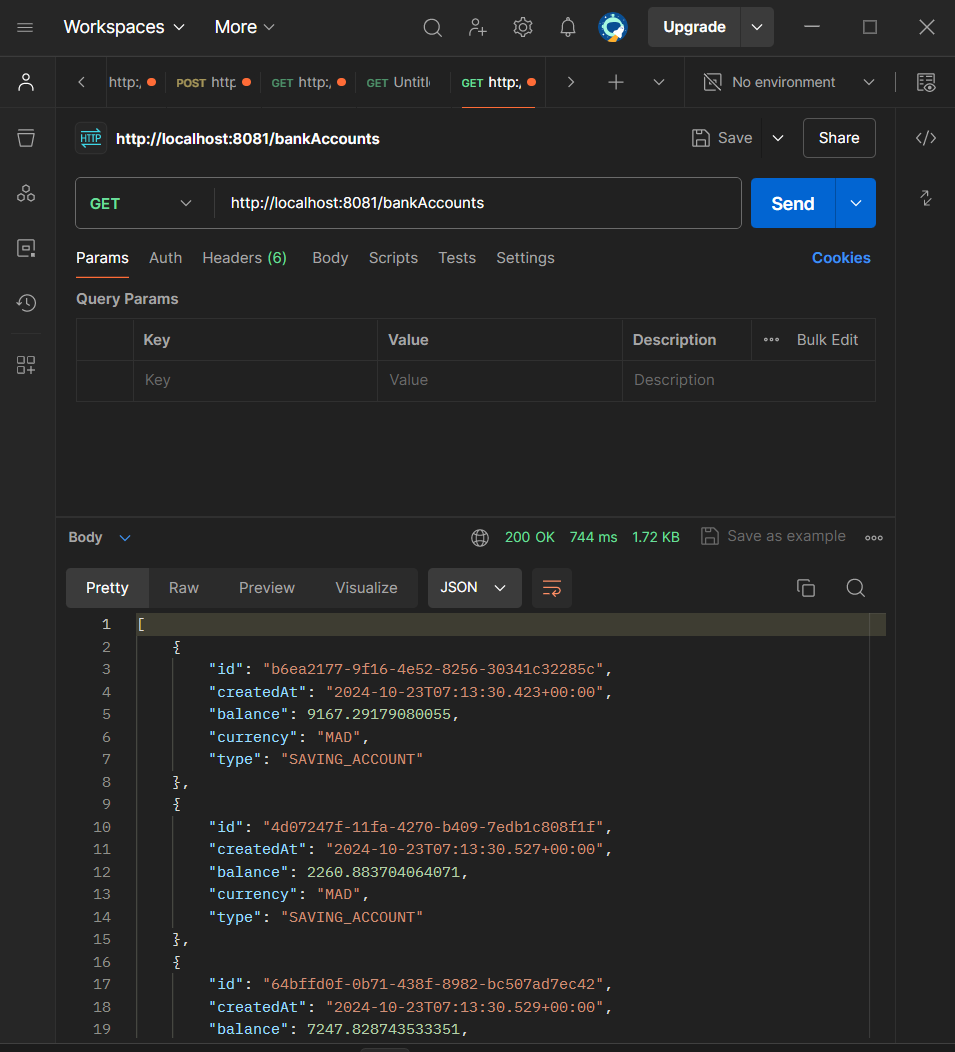 Workspaces More Upgrade
http:, POST http GET http:, GET Untitl GET http:, No environment
HTTP http://localhost:8081/bankAccounts Save Share
GET http://localhost:8081/bankAccounts Send
Params Auth Headers (6) Body Scripts Tests Settings Cookies
Query Params
Key Value Description Bulk Edit
Key Value Description
Body 200 OK 744 ms 1.72 KB Save as example
Pretty Raw Preview Visualize JSON
1 [
2 {
3 "id": "b6ea2177-9f16-4e52-8256-30341c32285c",
4 "createdAt": "2024-10-23T07:13:30.423+00:00",
5 "balance": 9167.29179080055,
6 "currency": "MAD",
7 "type": "SAVING_ACCOUNT"
8 },
9 {
10 "id": "4d07247f-11fa-4270-b409-7edb1c808f1f",
11 "createdAt": "2024-10-23T07:13:30.527+00:00",
12 "balance": 2260.883704064071,
13 "currency": "MAD",
14 "type": "SAVING_ACCOUNT"
15 },
16 {
17 "id": "64bffd0f-0b71-438f-8982-bc507ad7ec42",
18 "createdAt": "2024-10-23T07:13:30.529+00:00",
19 "balance": 7247.828743533351,